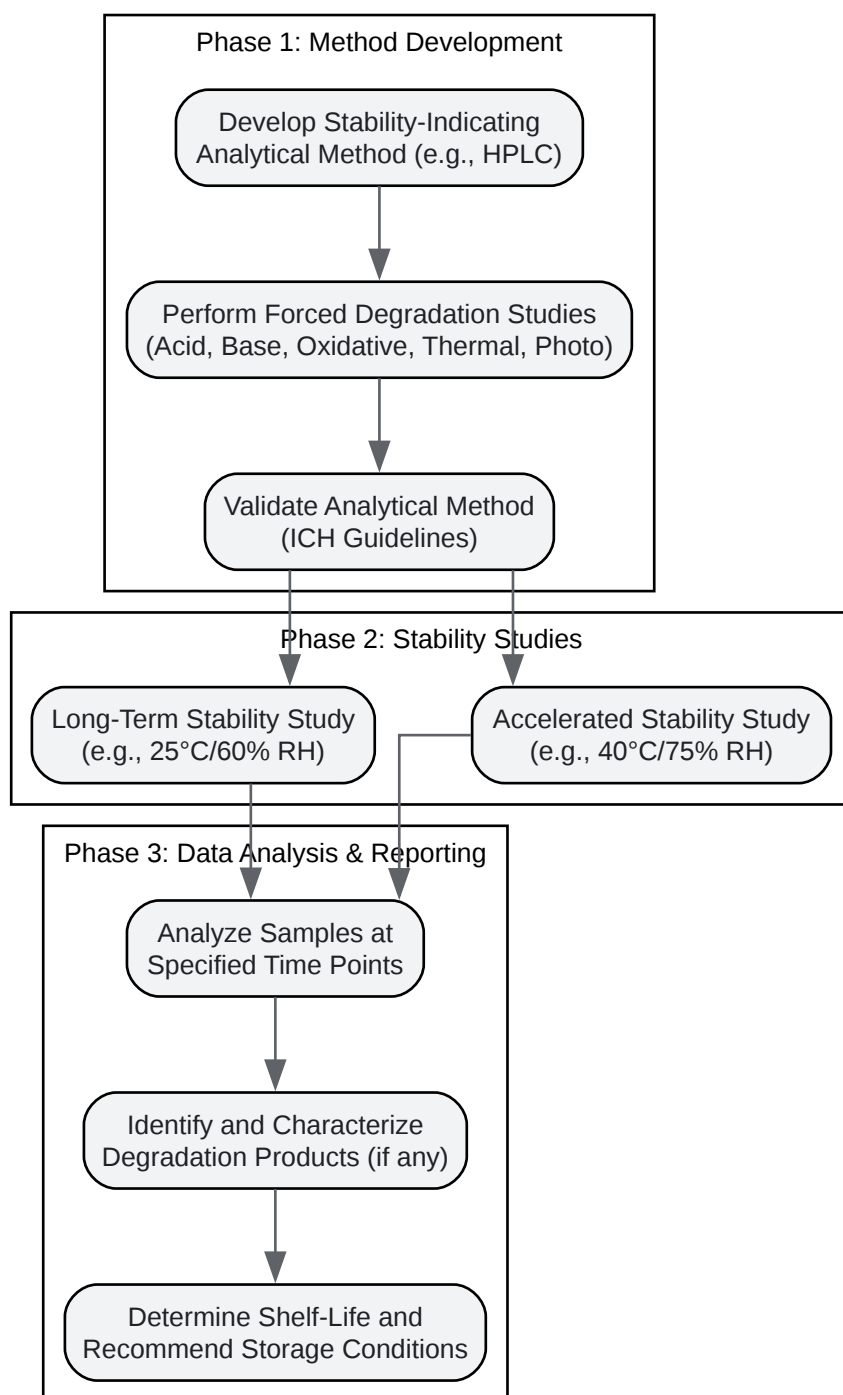 Phase 1: Method Development
Develop Stability-Indicating
Analytical Method (e.g., HPLC)
Perform Forced Degradation Studies
(Acid, Base, Oxidative, Thermal, Photo)
Validate Analytical Method
(ICH Guidelines)
Phase 2: Stability Studies
Long-Term Stability Study
(e.g., 25°C/60% RH)
Accelerated Stability Study
(e.g., 40°C/75% RH)
Phase 3: Data Analysis & Reporting
Analyze Samples at
Specified Time Points
Identify and Characterize
Degradation Products (if any)
Determine Shelf-Life and
Recommend Storage Conditions